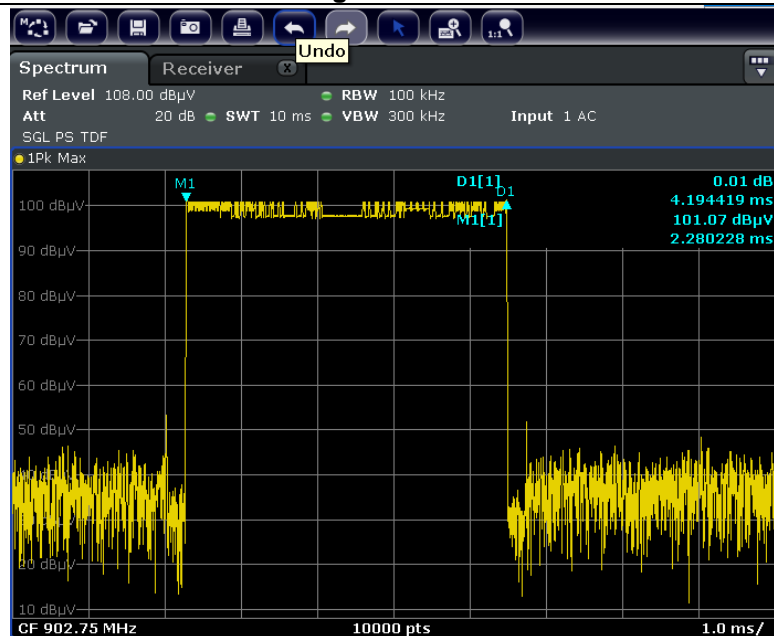 1:1
Undo
Spectrum Receiver
Ref Level 108.00 dBµV RBW 100 kHz
Att 20 dB SWT 10 ms VBW 300 kHz Input 1 AC
SGL PS TDF
1Pk Max
M1 D1[1] 0.01 dB
D1 4.194419 ms
100 dBµV M1[1] 101.07 dBµV
2.280228 ms
90 dBµV
80 dBµV
70 dBµV
60 dBµV
50 dBµV
20 dBµV
10 dBµV
CF 902.75 MHz 10000 pts 1.0 ms/